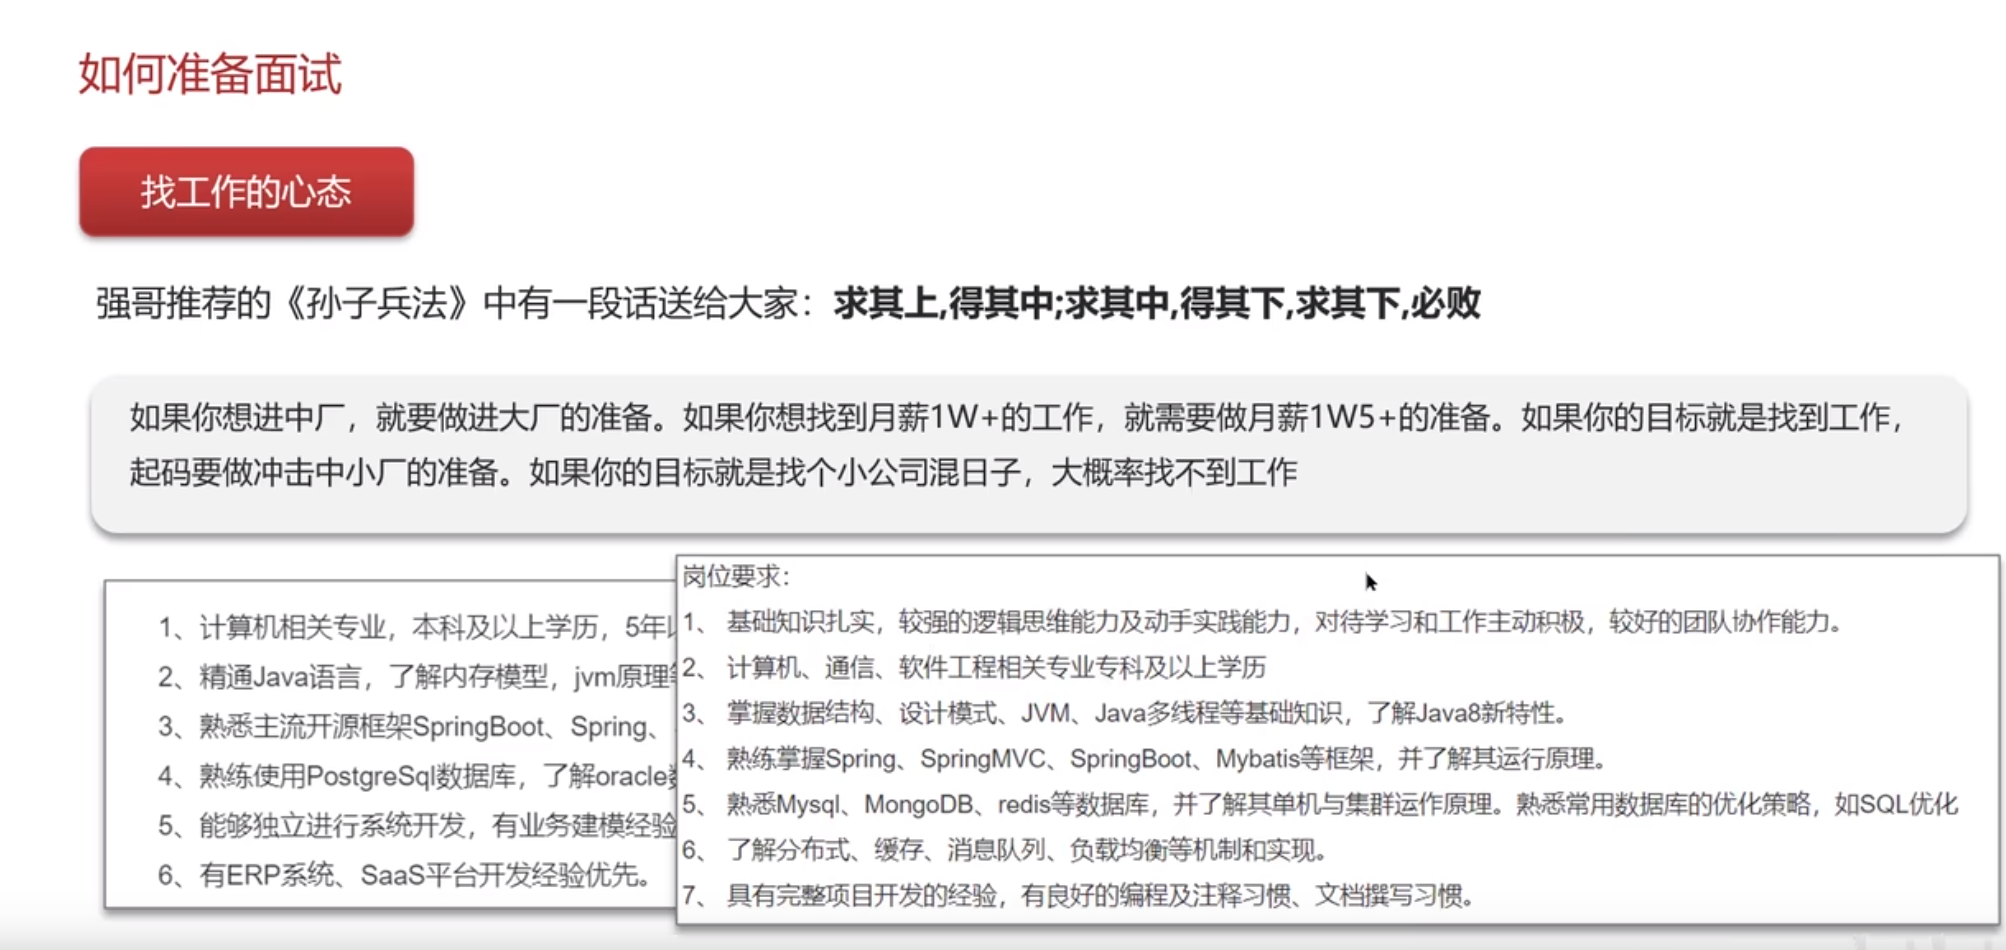 如何准备面试
找工作的心态
强哥推荐的《孙子兵法》中有一段话送给大家：求其上,得其中;求其中,得其下,求其下,必败
如果你想进中厂，就要做进大厂的准备。如果你想找到月薪1W+的工作，就需要做月薪1W5+的准备。如果你的目标就是找到工作，
起码要做冲击中小厂的准备。如果你的目标就是找个小公司混日子，大概率找不到工作
1、计算机相关专业，本科及以上学历，5年
2、精通Java语言，了解内存模型，jvm原理
3、熟悉主流开源框架SpringBoot、Spring、
4、熟练使用PostgreSql数据库，了解oracle
5、能够独立进行系统开发，有业务建模经验
6、有ERP系统、SaaS平台开发经验优先。
岗位要求：
1、 基础知识扎实，较强的逻辑思维能力及动手实践能力，对待学习和工作主动积极，较好的团队协作能力。
2、 计算机、通信、软件工程相关专业专科及以上学历
3、 掌握数据结构、设计模式、JVM、Java多线程等基础知识，了解Java8新特性。
4、 熟练掌握Spring、SpringMVC、SpringBoot、Mybatis等框架，并了解其运行原理。
5、 熟悉Mysql、MongoDB、redis等数据库，并了解其单机与集群运作原理。熟悉常用数据库的优化策略，如SQL优化
6、 了解分布式、缓存、消息队列、负载均衡等机制和实现。
7、 具有完整项目开发的经验，有良好的编程及注释习惯、文档撰写习惯。